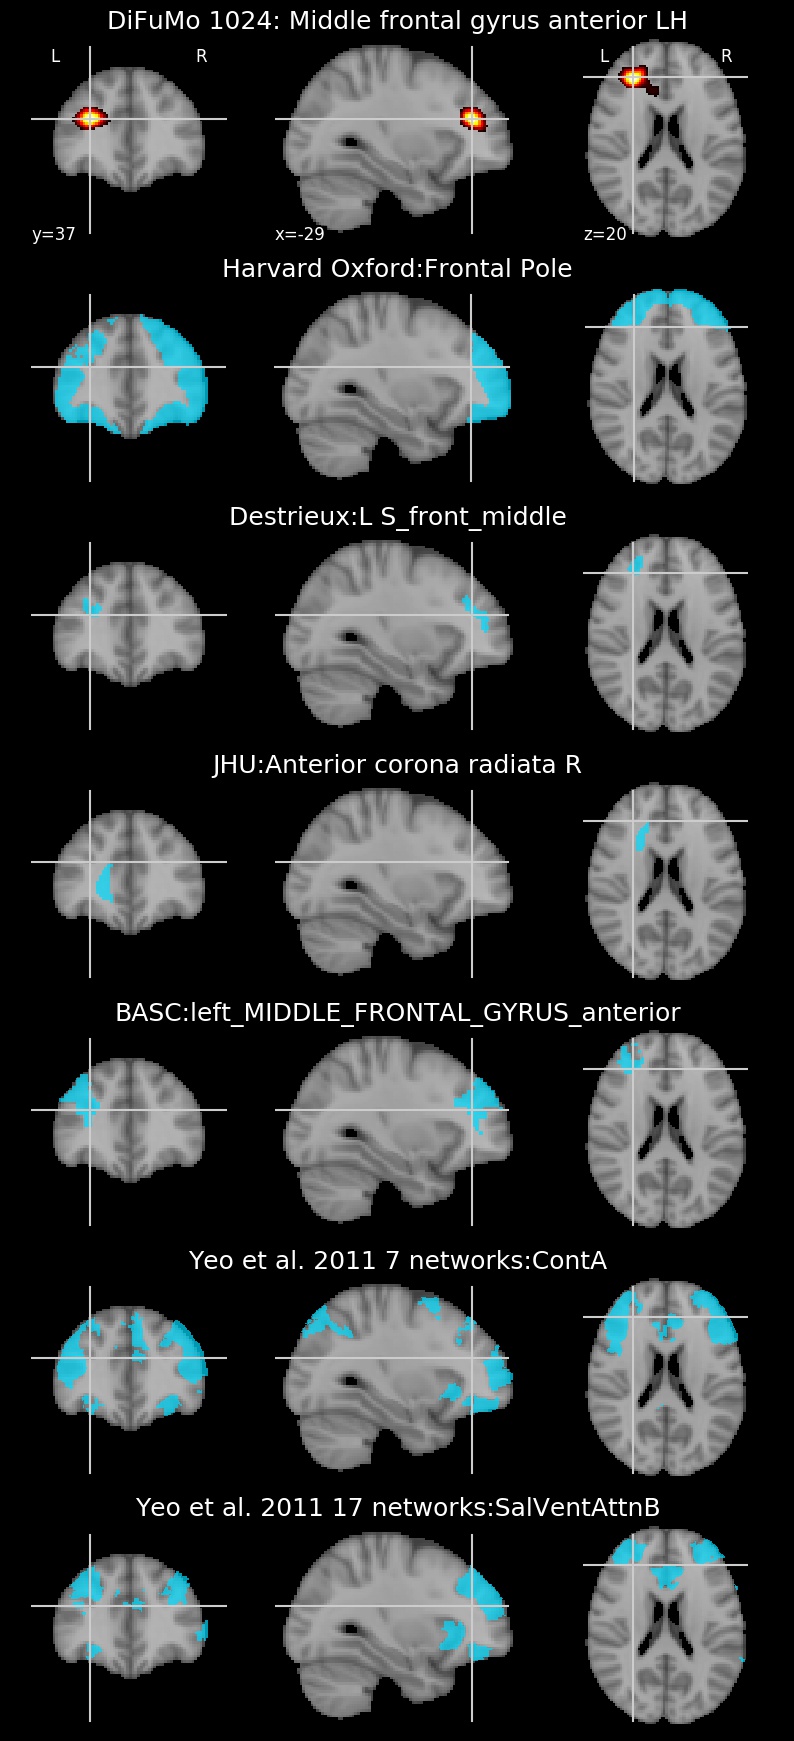 DiFuMo 1024: Middle frontal gyrus anterior LH
L R L R
y=37 x=-29 z=20
Harvard Oxford:Frontal Pole
Destrieux:L S_front_middle
JHU:Anterior corona radiata R
BASC:left_MIDDLE_FRONTAL_GYRUS_anterior
Yeo et al. 2011 7 networks:ContA
Yeo et al. 2011 17 networks:SalVentAttnB